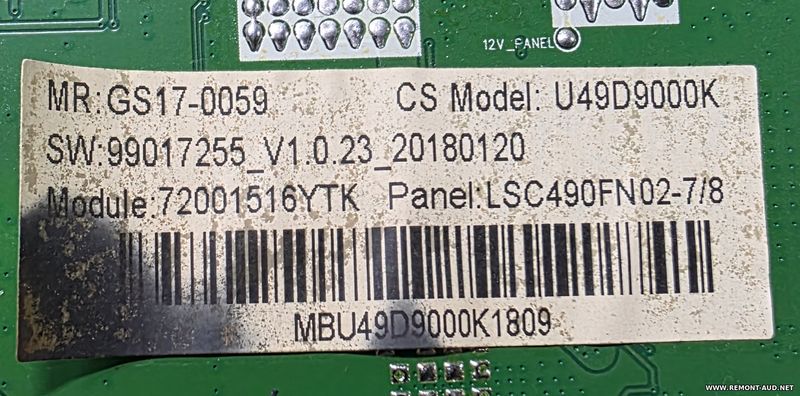 12V_PANEL
MR:GS17-0059 CS Model: U49D9000K
SW:99017255_V1.0.23_20180120
Module:72001516YTK Panel:LSC490FN02-7/8
MBU49D9000K1809
WWW.REMONT-AUD.NET